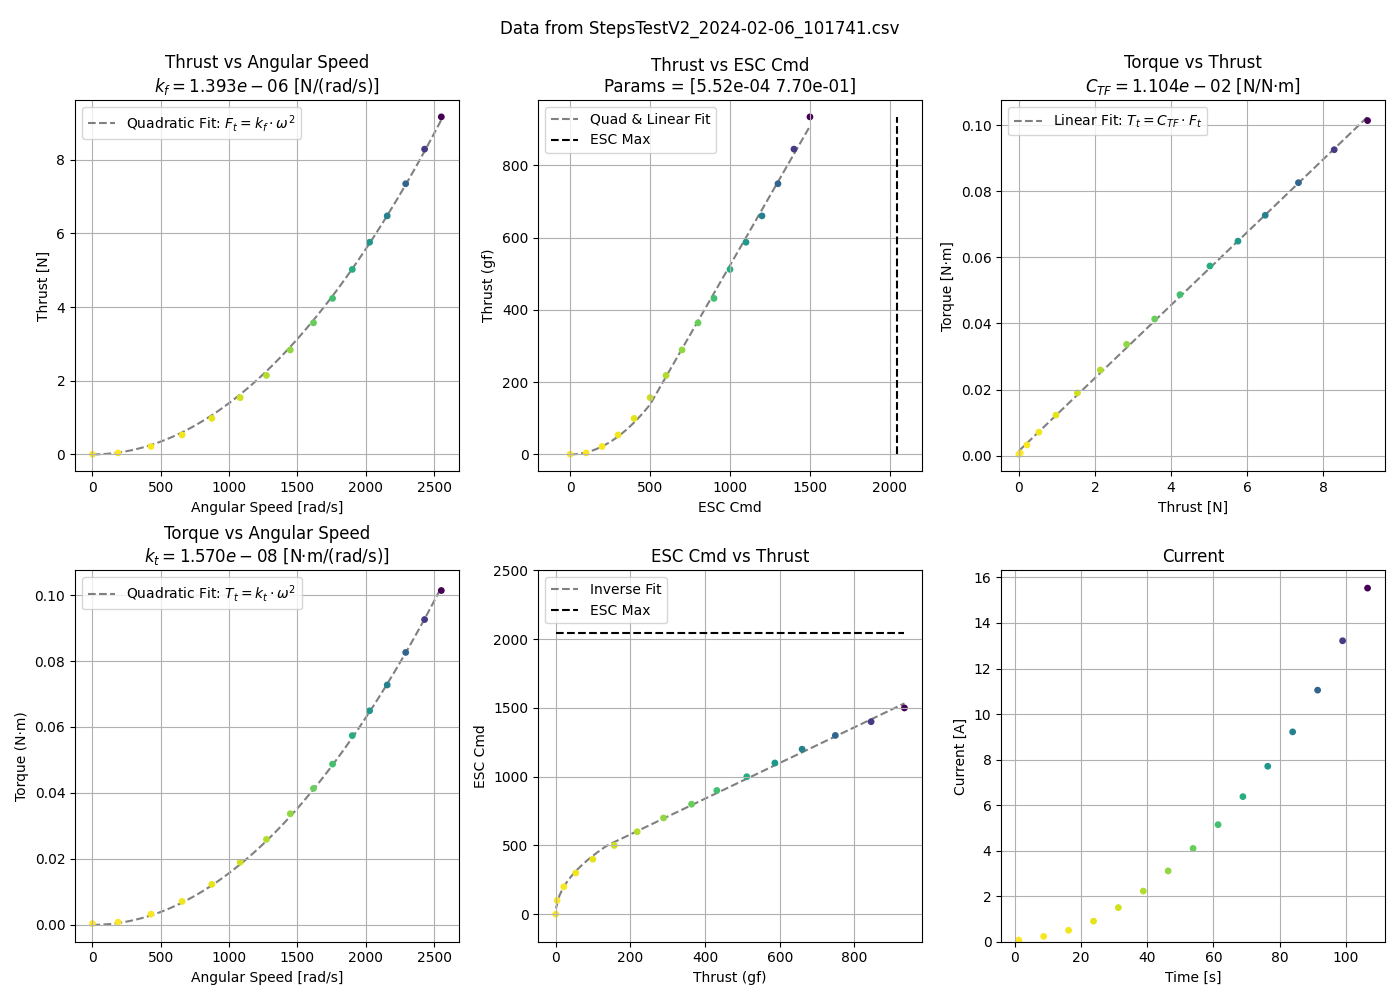 Data from StepsTestV2_2024-02-06_101741.csv
Thrust vs Angular Speed
k_f = 1.393e − 06 [N/(rad/s)]
Quadratic Fit: F_t = k_f · ω²
Thrust [N]
8
6
4
2
0
0 500 1000 1500 2000 2500
Angular Speed [rad/s]
Thrust vs ESC Cmd
Params = [5.52e-04 7.70e-01]
Quad & Linear Fit
ESC Max
Thrust (gf)
800
600
400
200
0
0 500 1000 1500 2000
ESC Cmd
Torque vs Thrust
C_TF = 1.104e − 02 [N/N·m]
Linear Fit: T_t = C_TF · F_t
Torque [N·m]
0.10
0.08
0.06
0.04
0.02
0.00
0 2 4 6 8
Thrust [N]
Torque vs Angular Speed
k_t = 1.570e − 08 [N·m/(rad/s)]
Quadratic Fit: T_t = k_t · ω²
Torque (N·m)
0.10
0.08
0.06
0.04
0.02
0.00
0 500 1000 1500 2000 2500
Angular Speed [rad/s]
ESC Cmd vs Thrust
Inverse Fit
ESC Max
ESC Cmd
2500
2000
1500
1000
500
0
0 200 400 600 800
Thrust (gf)
Current
Current [A]
16
14
12
10
8
6
4
2
0
0 20 40 60 80 100
Time [s]